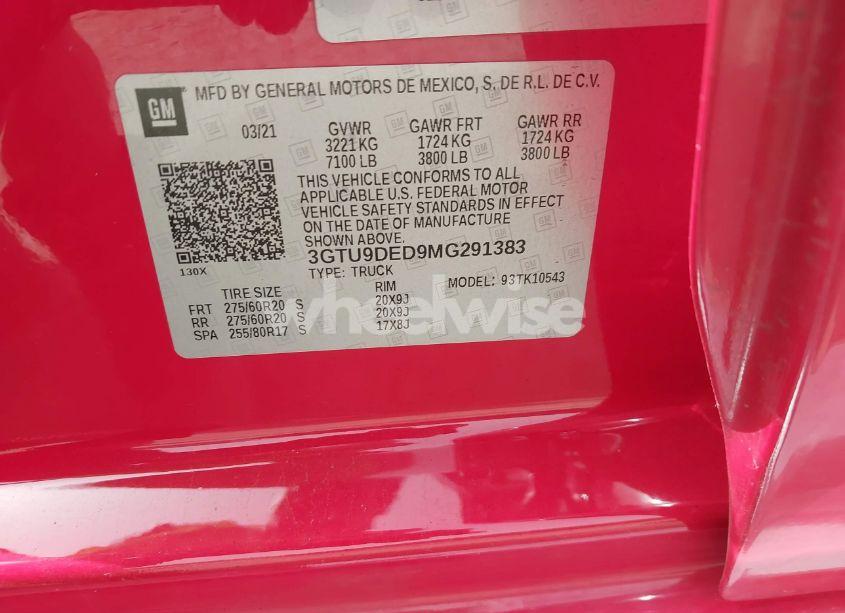 GM MFD BY GENERAL MOTORS DE MEXICO, S. DE R.L. DE C.V.
03/21 GVWR GAWR FRT GAWR RR
3221 KG 1724 KG 1724 KG
7100 LB 3800 LB 3800 LB
THIS VEHICLE CONFORMS TO ALL
APPLICABLE U.S. FEDERAL MOTOR
VEHICLE SAFETY STANDARDS IN EFFECT
ON THE DATE OF MANUFACTURE
SHOWN ABOVE.
130X
3GTU9DED9MG291383
TYPE: TRUCK MODEL: 93TK10543
TIRE SIZE RIM
FRT 275/60R20 S 20X9J
RR 275/60R20 S 20X9J
SPA 255/80R17 S 17X8J
wheelwise